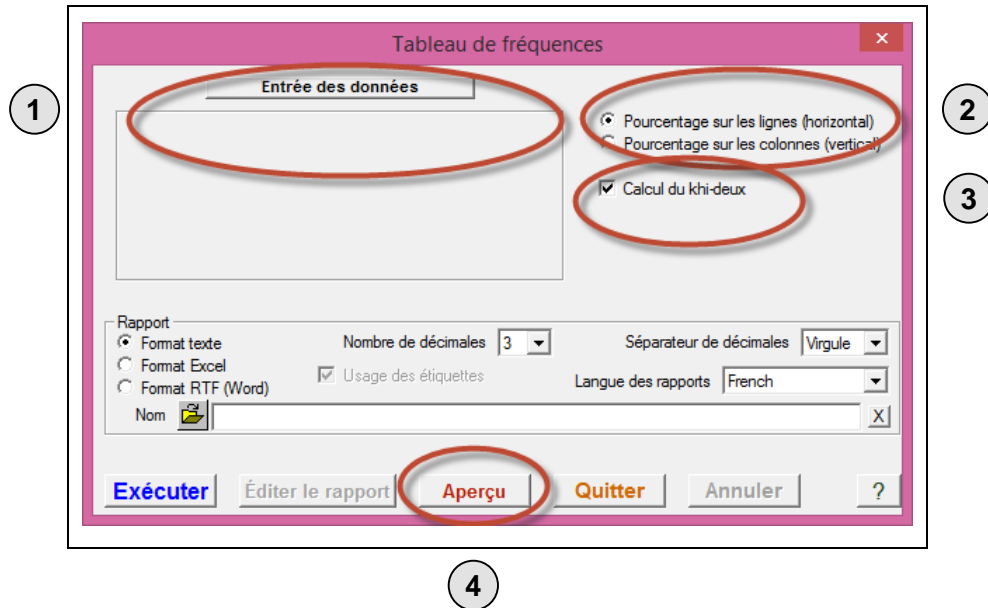 Tableau de fréquences
×
Entrée des données
1
2
Pourcentage sur les lignes (horizontal)
Pourcentage sur les colonnes (vertical)
Calcul du khi-deux
3
Rapport
Format texte
Nombre de décimales 3
Séparateur de décimales Virgule
Format Excel
Usage des étiquettes
Langue des rapports French
Format RTF (Word)
Nom
X
Exécuter Éditer le rapport Aperçu Quitter Annuler ?
4